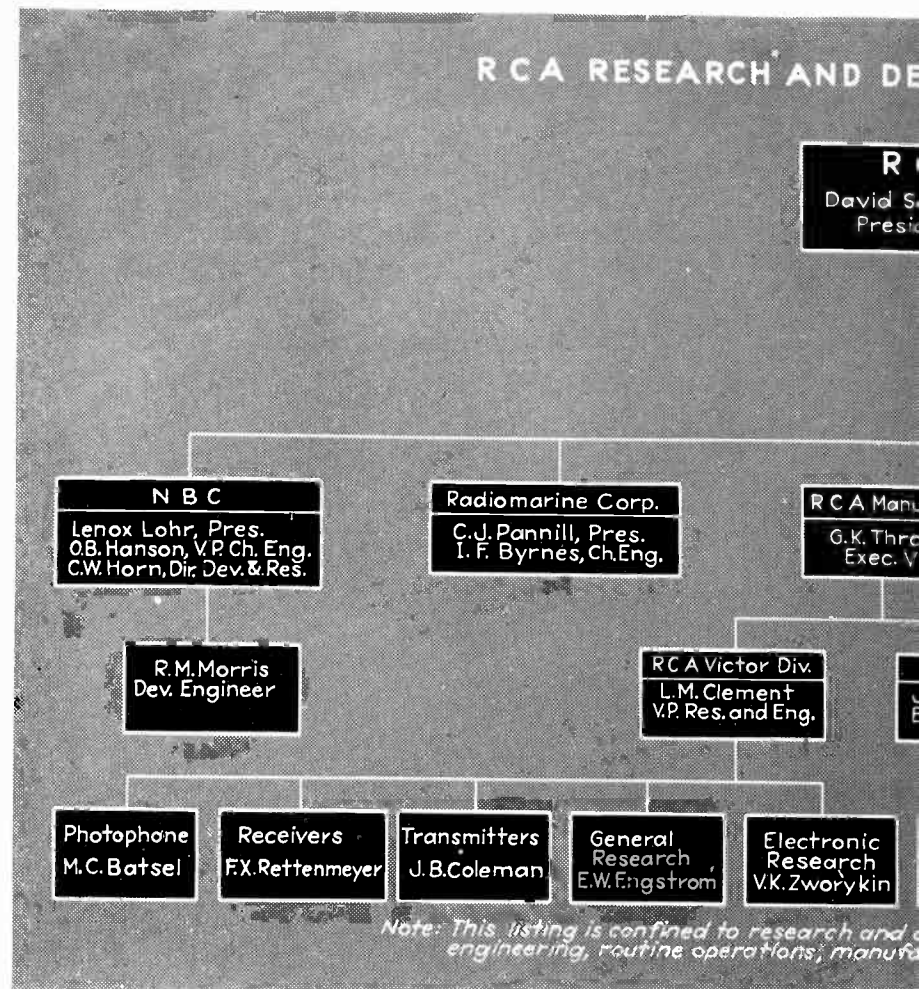 RCA RESEARCH AND DE
R
David S
Presi
N B C
Lenox Lohr, Pres.
O.B. Hanson, V.P. Ch. Eng.
C.W. Horn, Dir. Dev. & Res.
Radiomarine Corp.
C.J. Pannill, Pres.
I. F. Byrnes, Ch.Eng.
R C A Manu
G.K. Thro
Exec. V
R.M. Morris
Dev. Engineer
R C A Victor Div.
L.M. Clement
V.P. Res. and Eng.
Photophone
M.C. Batsel
Receivers
F.X. Rettenmeyer
Transmitters
J.B. Coleman
General
Research
E.W. Engstrom
Electronic
Research
V.K. Zworykin
Note: This listing is confined to research and
engineering, routine operations, manufa